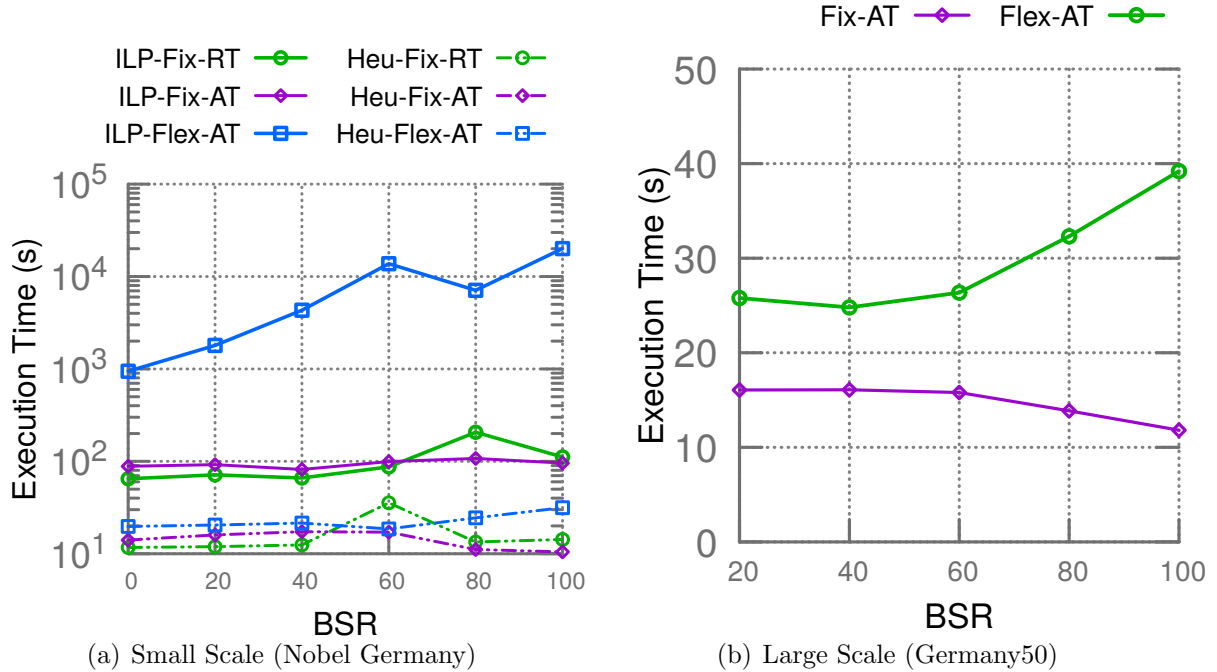 ILP-Fix-RT Heu-Fix-RT
ILP-Fix-AT Heu-Fix-AT
ILP-Flex-AT Heu-Flex-AT
10^5
10^4
10^3
10^2
10^1
Execution Time (s)
0 20 40 60 80 100
BSR
(a) Small Scale (Nobel Germany)
Fix-AT Flex-AT
50
40
30
20
10
0
Execution Time (s)
20 40 60 80 100
BSR
(b) Large Scale (Germany50)